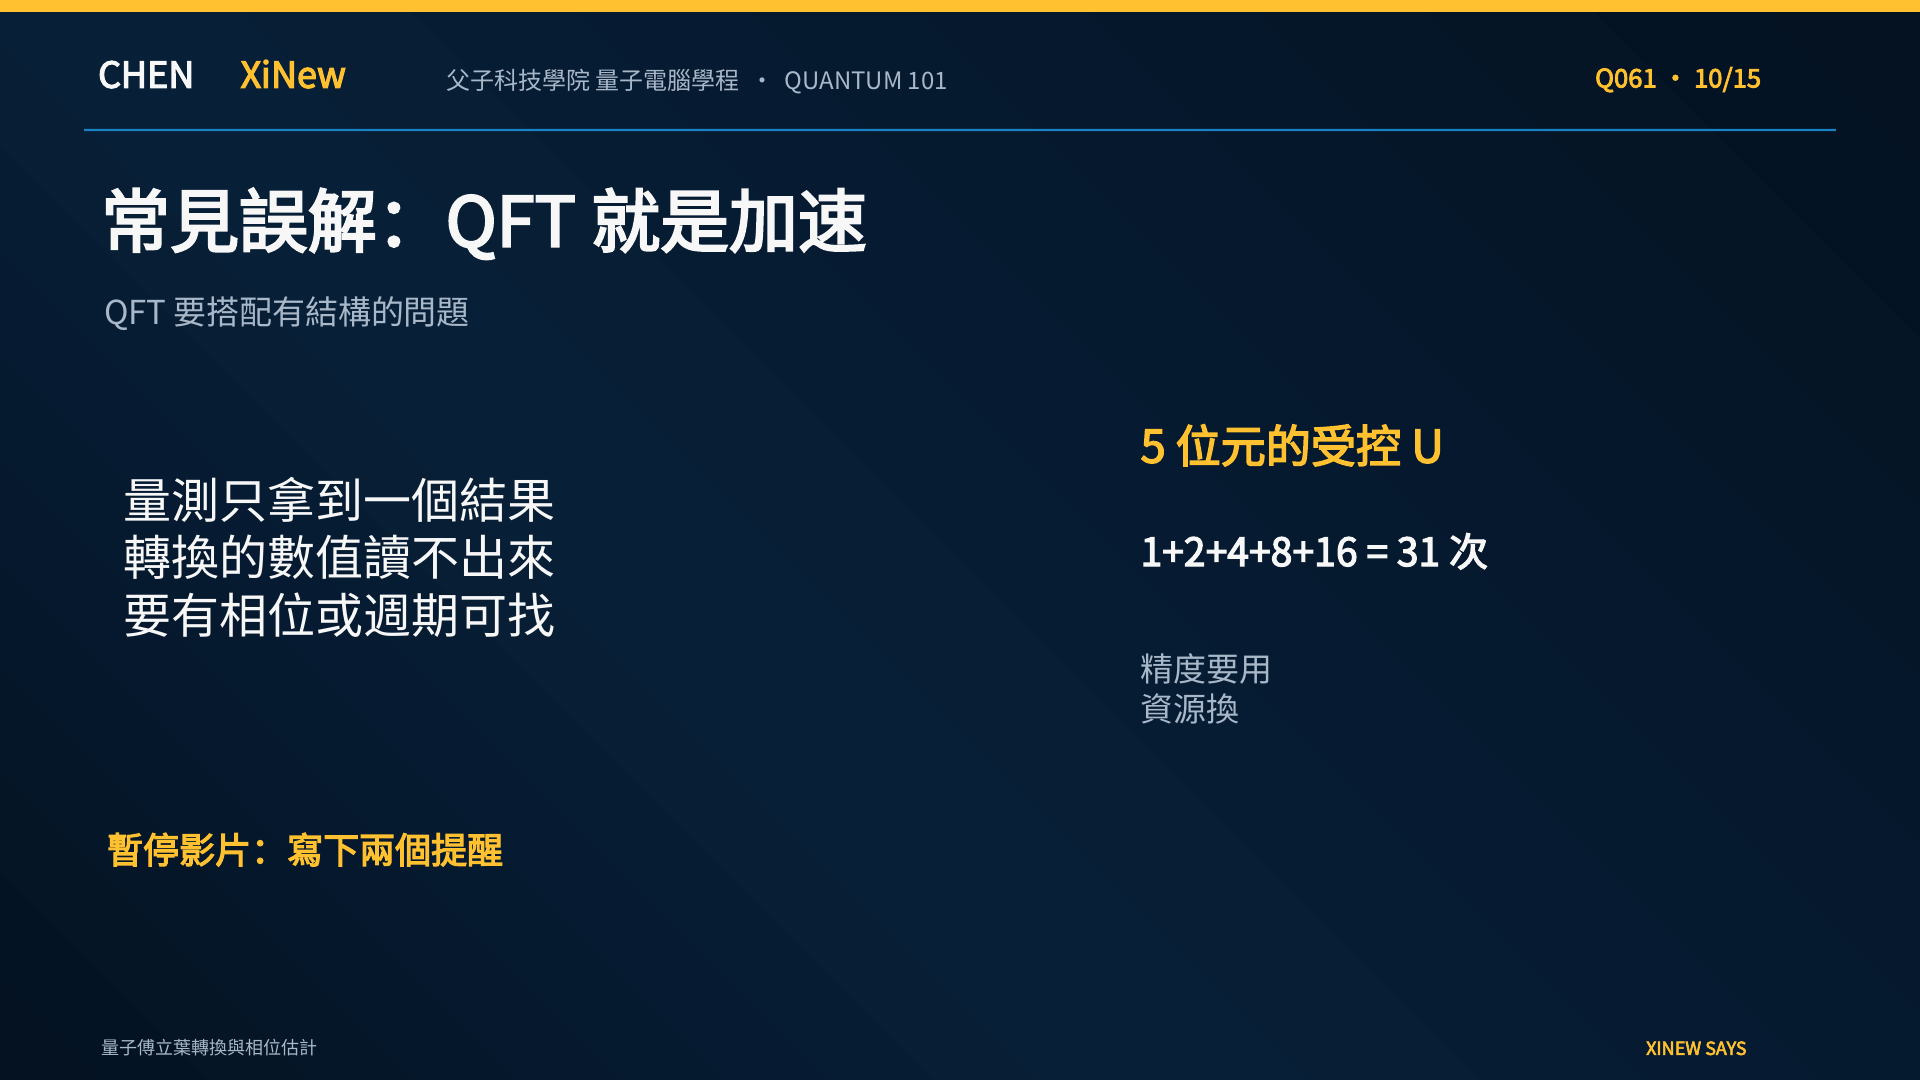 CHEN XiNew 父子科技學院 量子電腦學程 · QUANTUM 101 Q061 · 10/15
常見誤解：QFT 就是加速
QFT 要搭配有結構的問題
量測只拿到一個結果
轉換的數值讀不出來
要有相位或週期可找
5 位元的受控 U
1+2+4+8+16 = 31 次
精度要用
資源換
暫停影片：寫下兩個提醒
量子傅立葉轉換與相位估計 XINEW SAYS